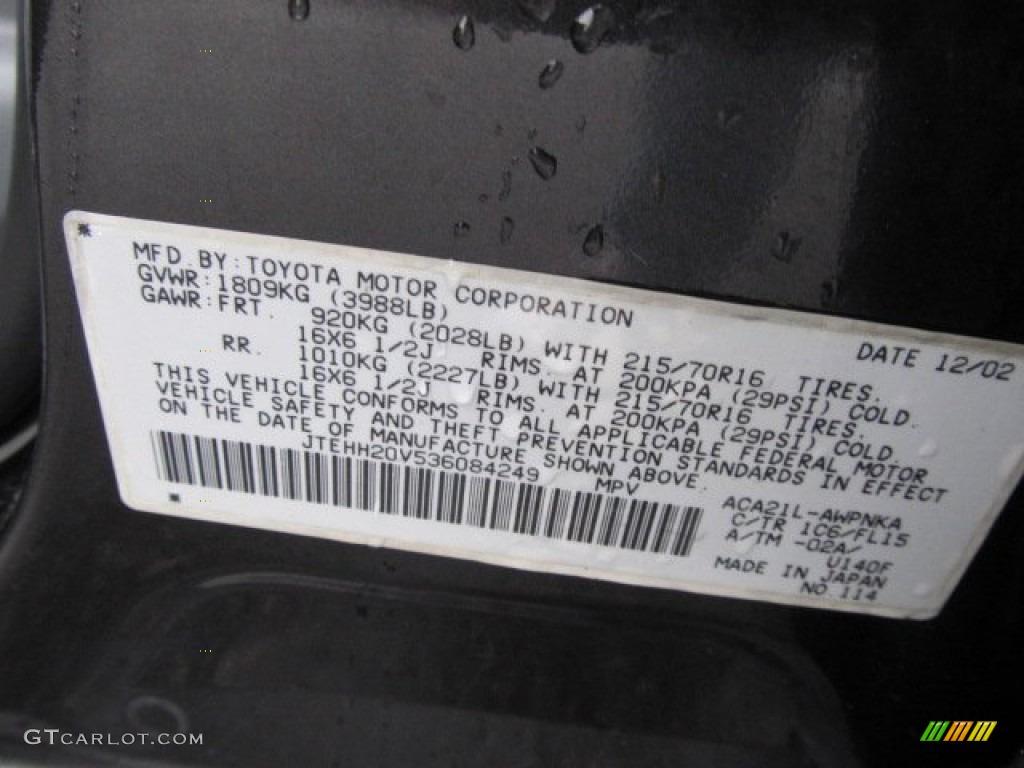 MFD. BY: TOYOTA MOTOR CORPORATION DATE 12/02
GVWR: 1809KG (3988LB)
GAWR: FRT. 920KG (2028LB) WITH 215/70R16 TIRES.
16X6 1/2J RIMS. AT 200KPA (29PSI) COLD.
RR. 1010KG (2227LB) WITH 215/70R16 TIRES.
16X6 1/2J RIMS. AT 200KPA (29PSI) COLD.
THIS VEHICLE CONFORMS TO ALL APPLICABLE FEDERAL MOTOR
VEHICLE SAFETY AND THEFT PREVENTION STANDARDS IN EFFECT
ON THE DATE OF MANUFACTURE SHOWN ABOVE.
JTEHH20V536084249 MPV
ACA21L-AWPNKA
C/TR 1C6/FL15
A/TM -02A/
U140F
MADE IN JAPAN
NO.114
GTCARLOT.COM